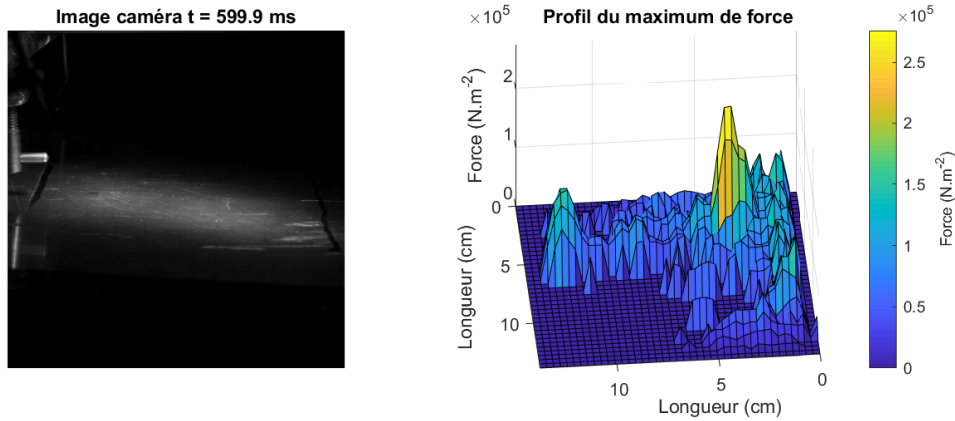 Image caméra t = 599.9 ms
Profil du maximum de force
×10^5
2
1
0
Force (N.m^-2)
0
5
10
Longueur (cm)
10
5
0
Longueur (cm)
×10^5
2.5
2
1.5
1
0.5
0
Force (N.m^-2)